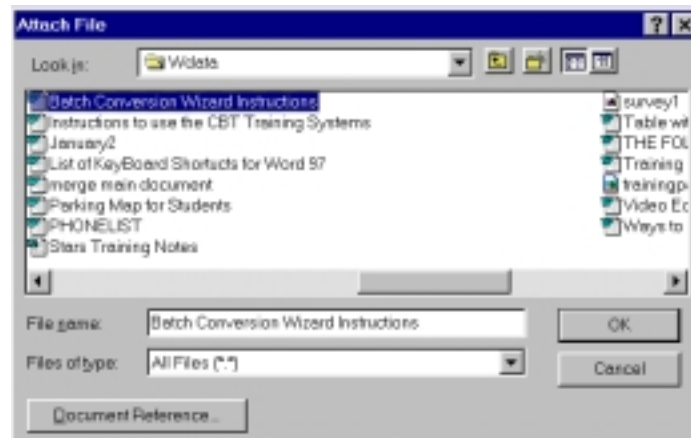 Attach File
Look in: Wdata
Batch Conversion Wizard Instructions
Instructions to use the CBT Training Systems
January2
List of KeyBoard Shortucts for Word 97
merge main document
Parking Map for Students
PHONELIST
Stars Training Notes
survey1
Table wit
THE FOL
Training
trainingp
Video Ec
Ways to
File name: Batch Conversion Wizard Instructions
OK
Files of type: All Files (*.*)
Cancel
Document Reference...